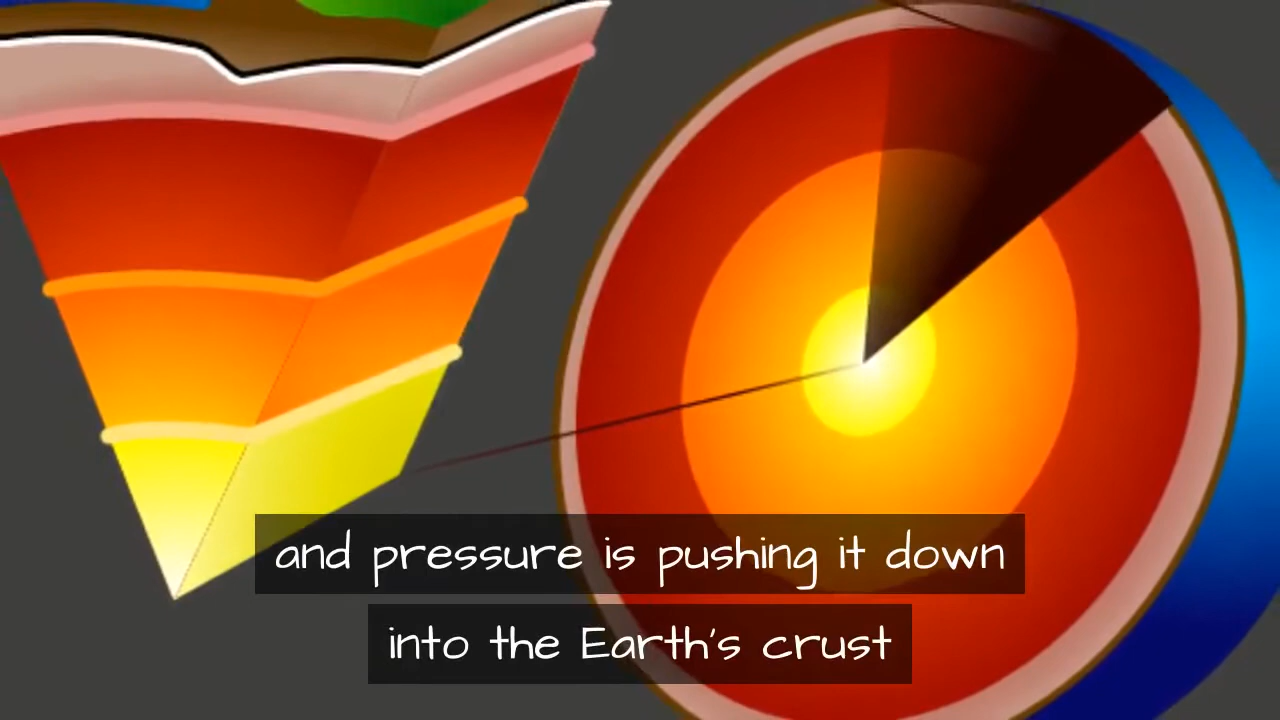 and pressure is pushing it down
into the Earth's crust